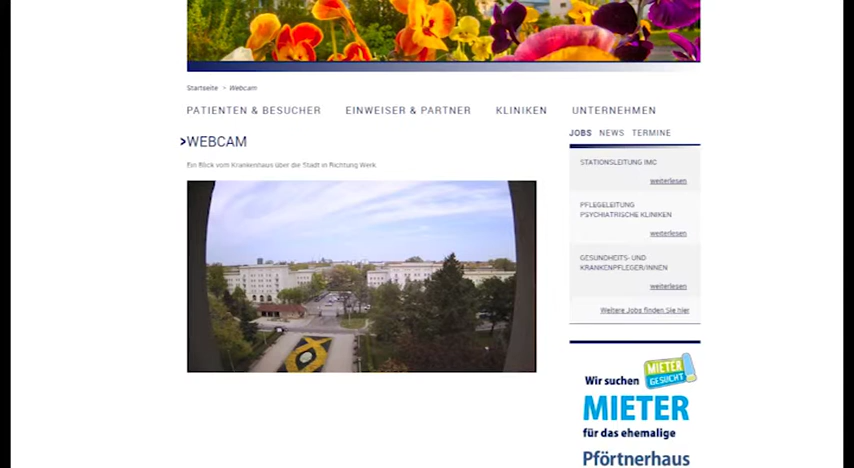 Startseite > Webcam
PATIENTEN & BESUCHER EINWEISER & PARTNER KLINIKEN UNTERNEHMEN
>WEBCAM
Ein Blick vom Krankenhaus über die Stadt in Richtung Werk
JOBS NEWS TERMINE
STATIONSLEITUNG IMC
weiterlesen
PFLEGELEITUNG
PSYCHIATRISCHE KLINIKEN
weiterlesen
GESUNDHEITS- UND
KRANKENPFLEGER/INNEN
weiterlesen
Weitere Jobs finden Sie hier
MIETER
GESUCHT
Wir suchen
MIETER
für das ehemalige
Pförtnerhaus